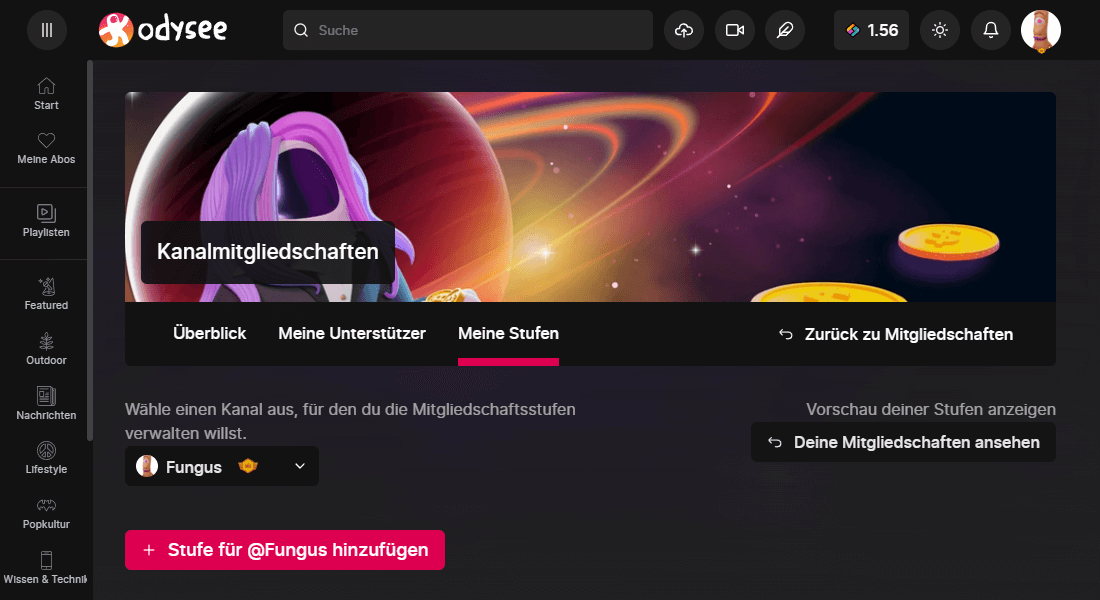 odysee
Suche
1.56
Start
Meine Abos
Playlisten
Featured
Outdoor
Nachrichten
Lifestyle
Popkultur
Wissen & Technik
Kanalmitgliedschaften
Überblick
Meine Unterstützer
Meine Stufen
Zurück zu Mitgliedschaften
Wähle einen Kanal aus, für den du die Mitgliedschaftsstufen
verwalten willst.
Fungus
Vorschau deiner Stufen anzeigen
Deine Mitgliedschaften ansehen
+ Stufe für @Fungus hinzufügen